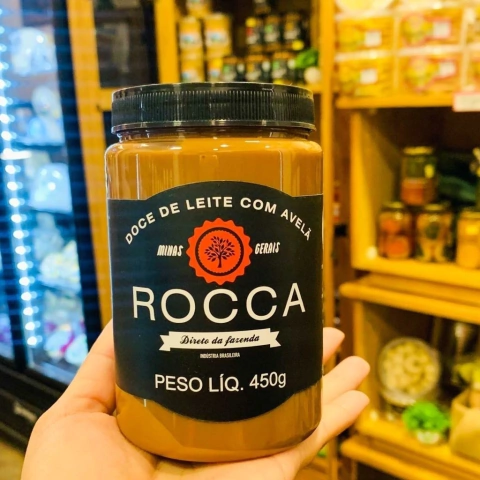 DOCE DE LEITE COM AVELÃ
MINAS GERAIS
ROCCA
Direto da fazenda
INDÚSTRIA BRASILEIRA
PESO LÍQ. 450g